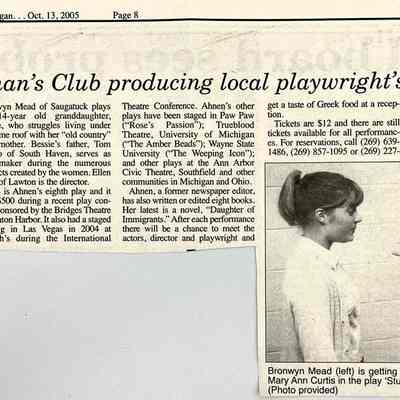 gan. . . Oct. 13, 2005 Page 8
nan's Club producing local playwright's
wyn Mead of Saugatuck plays
14-year old granddaughter,
e, who struggles living under
me roof with her "old country"
mother. Bessie's father, Tom
o of South Haven, serves as
maker during the numerous
cts created by the women. Ellen
of Lawton is the director.
is Ahnen's eighth play and it
$500 during a recent play con-
onsored by the Bridges Theatre
nton Harbor. It also had a staged
ng in Las Vegas in 2004 at
ch's during the International
Theatre Conference. Ahnen's other
plays have been staged in Paw Paw
("Rose's Passion"); Trueblood
Theatre, University of Michigan
("The Amber Beads"); Wayne State
University ("The Weeping Icon");
and other plays at the Ann Arbor
Civic Theatre, Southfield and other
communities in Michigan and Ohio.
Ahnen, a former newspaper editor,
has also written or edited eight books.
Her latest is a novel, "Daughter of
Immigrants." After each performance
there will be a chance to meet the
actors, director and playwright and
get a taste of Greek food at a recep-
tion.
Tickets are $12 and there are still
tickets available for all performanc-
es. For reservations, call (269) 639-
1486, (269) 857-1095 or (269) 227-
Bronwyn Mead (left) is getting
Mary Ann Curtis in the play 'Stu
(Photo provided)